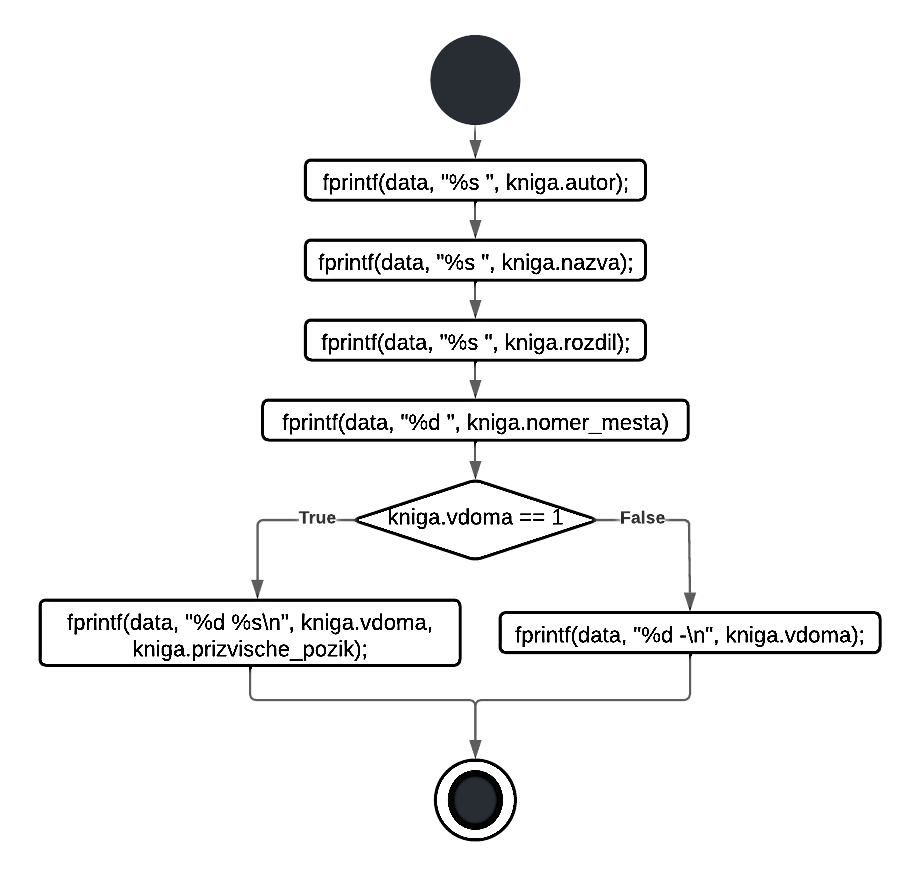 fprintf(data, "%s ", kniga.autor);
fprintf(data, "%s ", kniga.nazva);
fprintf(data, "%s ", kniga.rozdil);
fprintf(data, "%d ", kniga.nomer_mesta)
kniga.vdoma == 1
True
False
fprintf(data, "%d %s\n", kniga.vdoma,
kniga.prizvische_pozik);
fprintf(data, "%d -\n", kniga.vdoma);